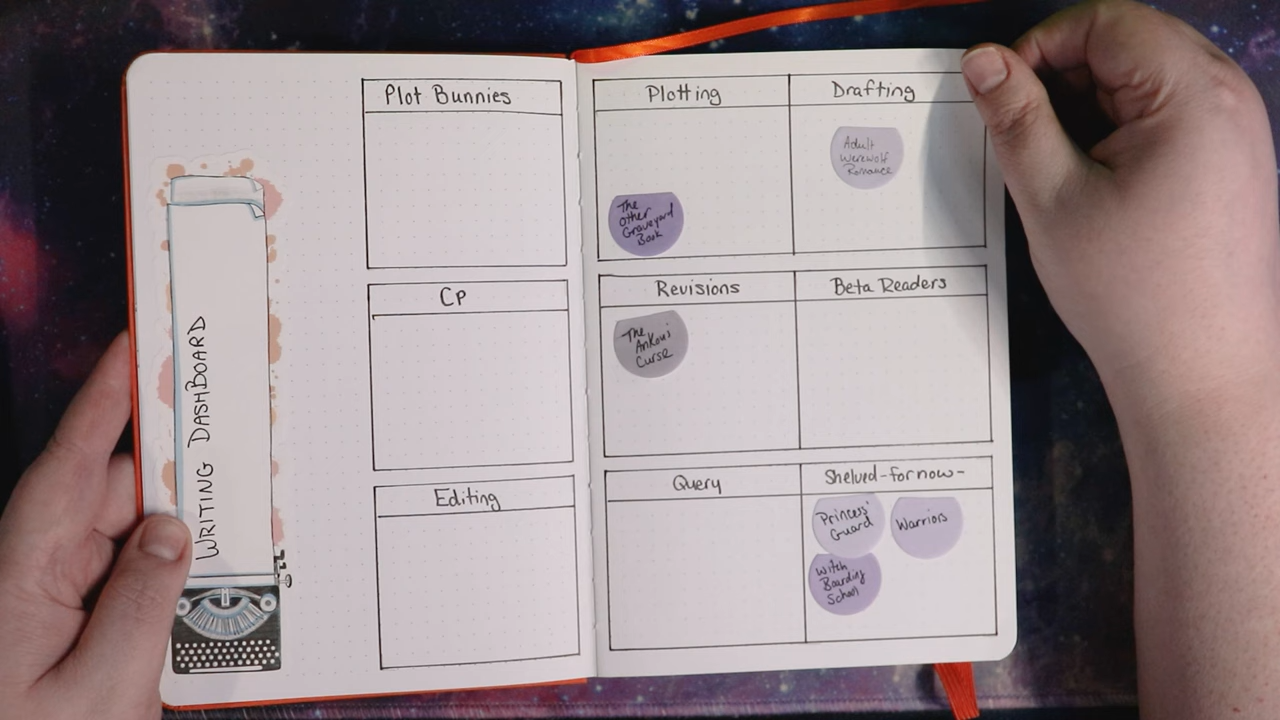 WRITING DASHBOARD
Plot Bunnies
CP
Editing
Plotting
The
Other
Graveyard
Book
Drafting
Adult
Werewolf
Romance
Revisions
The
Ankou's
Curse
Beta Readers
Query
Shelved-for now-
Princess'
Guard
Warriors
Witch
Boarding
School